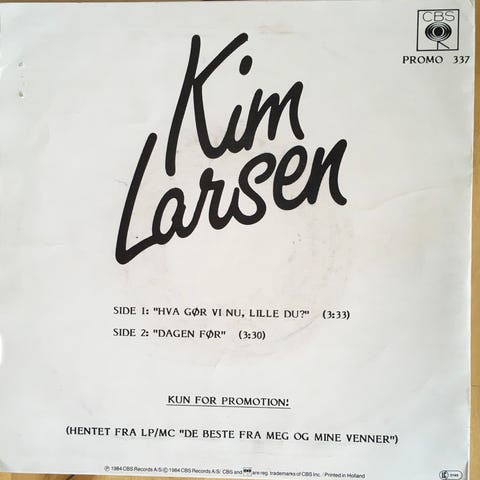 CBS
PROMO 337
Kim
Larsen
SIDE 1: "HVA GØR VI NU, LILLE DU?" (3:33)
SIDE 2: "DAGEN FØR" (3:30)
KUN FOR PROMOTION!
(HENTET FRA LP/MC "DE BESTE FRA MEG OG MINE VENNER")
℗ 1984 CBS Records A/S/ © 1984 CBS Records A/S/ CBS and are reg. trademarks of CBS Inc. / Printed in Holland